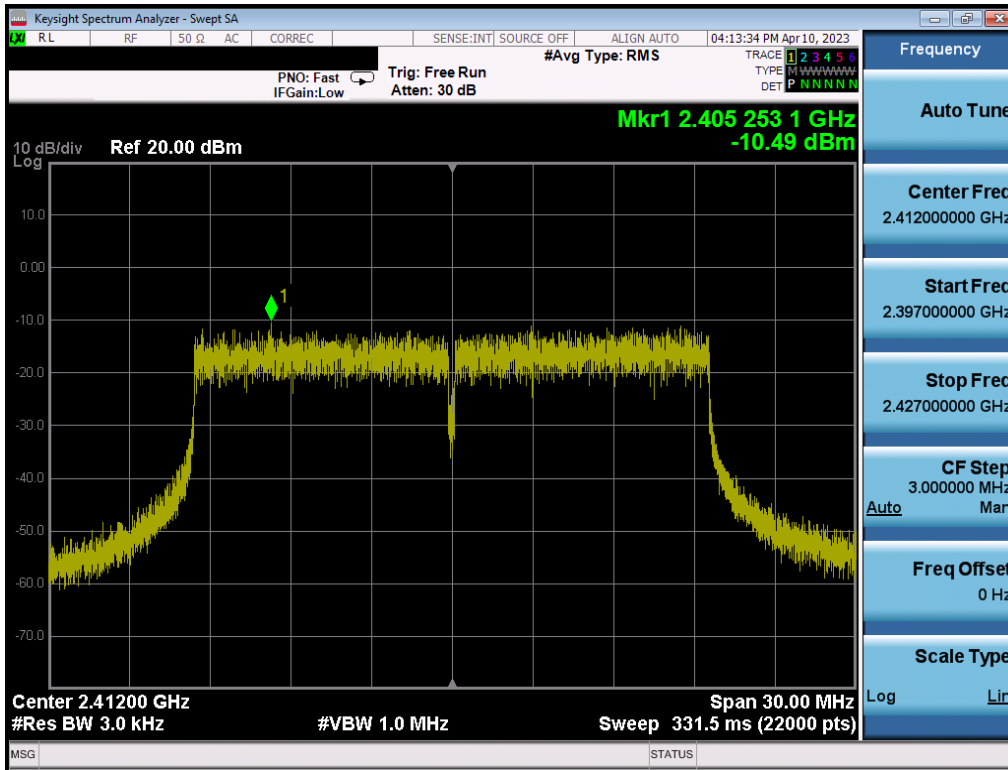 Keysight Spectrum Analyzer - Swept SA
LXI RL RF 50 Ω AC CORREC SENSE:INT SOURCE OFF ALIGN AUTO 04:13:34 PM Apr 10, 2023
#Avg Type: RMS
TRACE 1 2 3 4 5 6
TYPE M W W W W W
DET P N N N N N
PNO: Fast
IFGain:Low
Trig: Free Run
Atten: 30 dB
Mkr1 2.405 253 1 GHz
-10.49 dBm
10 dB/div
Log
Ref 20.00 dBm
10.0
0.00
-10.0
-20.0
-30.0
-40.0
-50.0
-60.0
-70.0
1
Center 2.41200 GHz
#Res BW 3.0 kHz
#VBW 1.0 MHz
Span 30.00 MHz
Sweep 331.5 ms (22000 pts)
MSG
STATUS
Frequency
Auto Tune
Center Freq
2.412000000 GHz
Start Freq
2.397000000 GHz
Stop Freq
2.427000000 GHz
CF Step
3.000000 MHz
Auto Man
Freq Offset
0 Hz
Scale Type
Log Lin